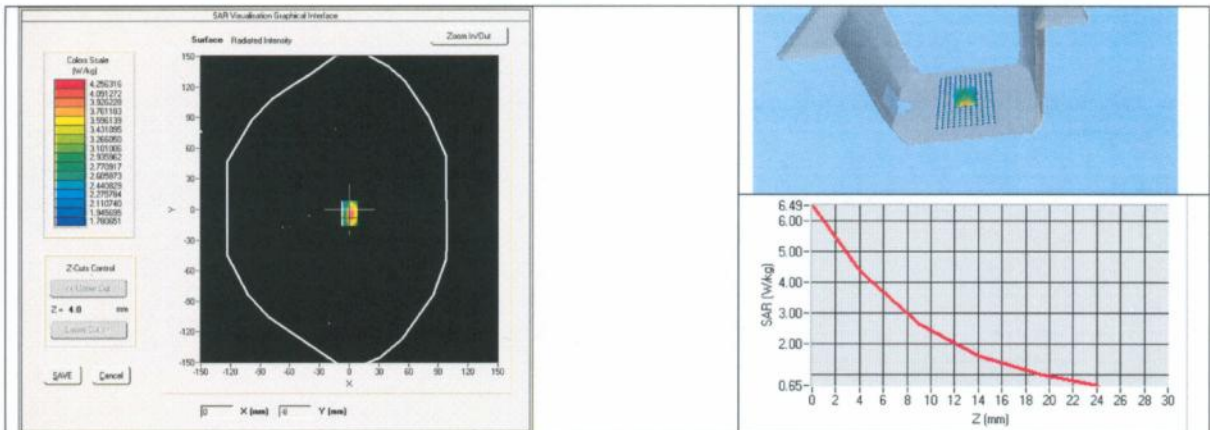 SAR Visualisation Graphical Interface
Surface Radiated Intensity
Zoom In/Out
Colors Scale
(W/kg)
4.256316
4.091272
3.926228
3.761183
3.596139
3.431095
3.266050
3.101006
2.935962
2.770917
2.605873
2.440829
2.275784
2.110740
1.945695
1.780651
Z-Cuts Control
Z = 4.0 mm
SAVE Cancel
150
120
90
60
30
0
-30
-60
-90
-120
-150
Y
-150 -120 -90 -60 -30 0 30 60 90 120 150
X
0 X (mm) Y (mm)
6.49
6.00
5.00
4.00
3.00
2.00
0.65
SAR (W/kg)
0 2 4 6 8 10 12 14 16 18 20 22 24 26 28 30
Z (mm)